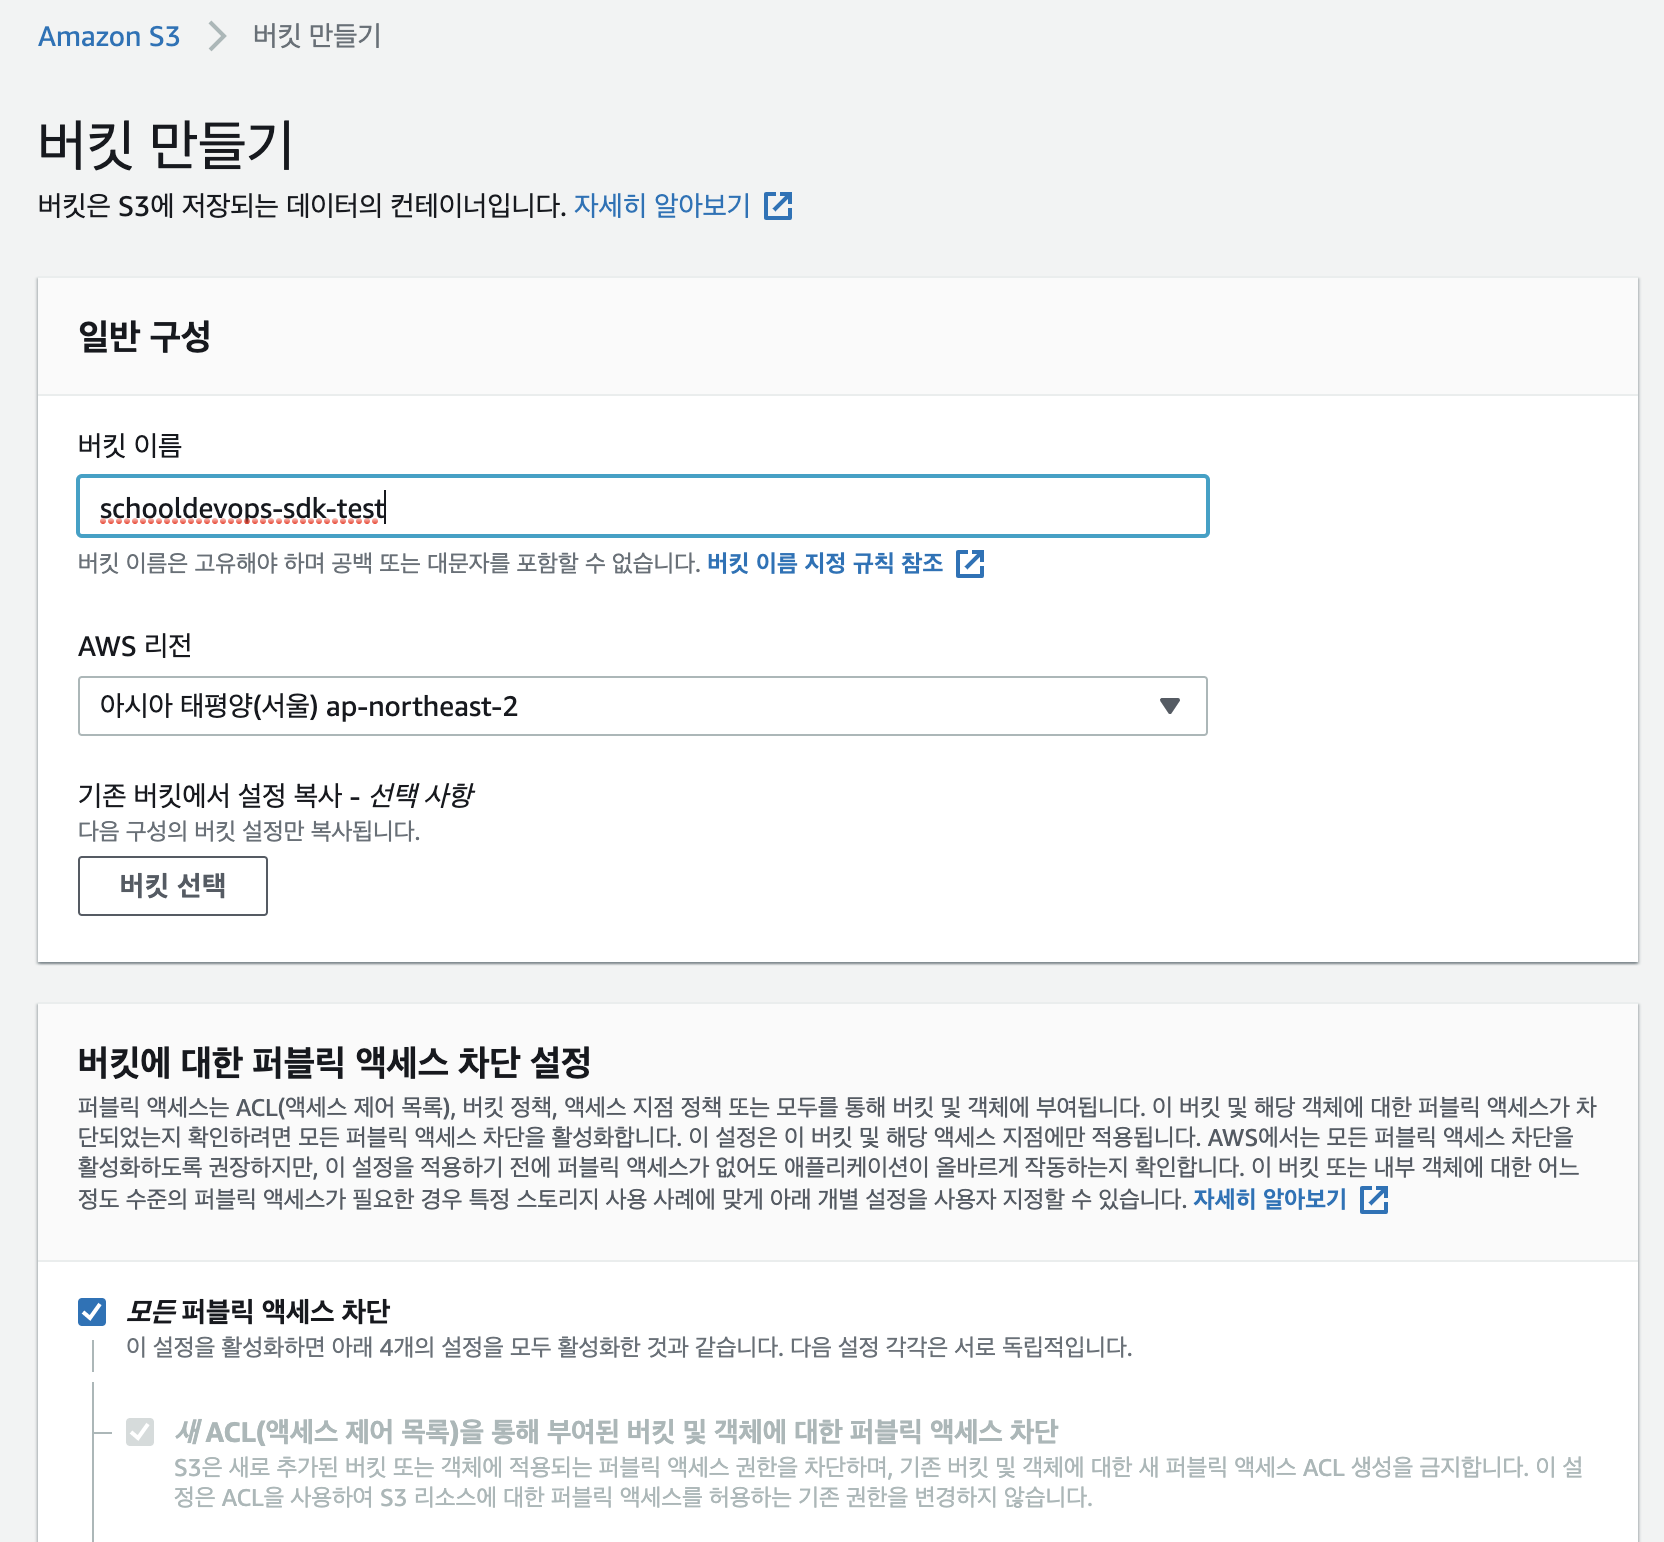 Amazon S3 > 버킷 만들기
버킷 만들기
버킷은 S3에 저장되는 데이터의 컨테이너입니다. 자세히 알아보기
일반 구성
버킷 이름
schooldevops-sdk-test
버킷 이름은 고유해야 하며 공백 또는 대문자를 포함할 수 없습니다. 버킷 이름 지정 규칙 참조
AWS 리전
아시아 태평양(서울) ap-northeast-2
기존 버킷에서 설정 복사 - 선택 사항
다음 구성의 버킷 설정만 복사됩니다.
버킷 선택
버킷에 대한 퍼블릭 액세스 차단 설정
퍼블릭 액세스는 ACL(액세스 제어 목록), 버킷 정책, 액세스 지점 정책 또는 모두를 통해 버킷 및 객체에 부여됩니다. 이 버킷 및 해당 객체에 대한 퍼블릭 액세스가 차
단되었는지 확인하려면 모든 퍼블릭 액세스 차단을 활성화합니다. 이 설정은 이 버킷 및 해당 액세스 지점에만 적용됩니다. AWS에서는 모든 퍼블릭 액세스 차단을
활성화하도록 권장하지만, 이 설정을 적용하기 전에 퍼블릭 액세스가 없어도 애플리케이션이 올바르게 작동하는지 확인합니다. 이 버킷 또는 내부 객체에 대한 어느
정도 수준의 퍼블릭 액세스가 필요한 경우 특정 스토리지 사용 사례에 맞게 아래 개별 설정을 사용자 지정할 수 있습니다. 자세히 알아보기
모든 퍼블릭 액세스 차단
이 설정을 활성화하면 아래 4개의 설정을 모두 활성화한 것과 같습니다. 다음 설정 각각은 서로 독립적입니다.
새 ACL(액세스 제어 목록)을 통해 부여된 버킷 및 객체에 대한 퍼블릭 액세스 차단
S3은 새로 추가된 버킷 또는 객체에 적용되는 퍼블릭 액세스 권한을 차단하며, 기존 버킷 및 객체에 대한 새 퍼블릭 액세스 ACL 생성을 금지합니다. 이 설
정은 ACL을 사용하여 S3 리소스에 대한 퍼블릭 액세스를 허용하는 기존 권한을 변경하지 않습니다.